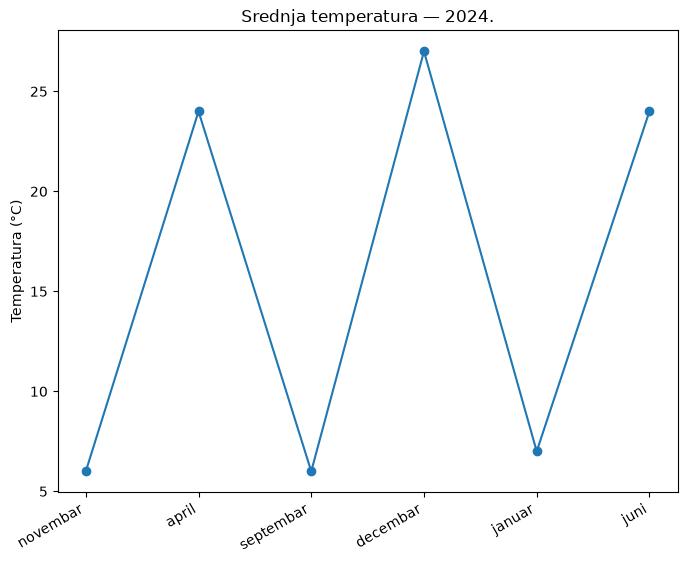 Srednja temperatura — 2024.
Temperatura (°C)
25
20
15
10
5
novembar
april
septembar
decembar
januar
juni